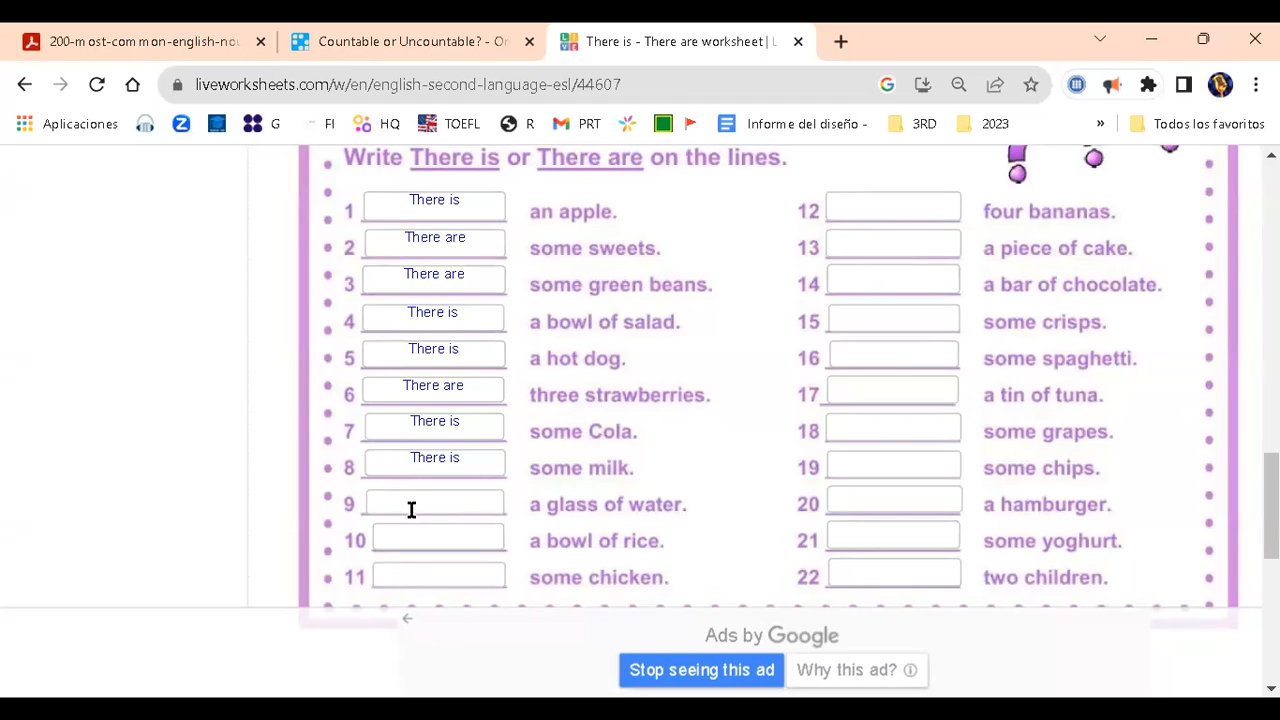 200-most-common-english-nou
Countable or Uncountable? - On
There is - There are worksheet | L
liveworksheets.com/w/en/english-second-language-esl/44607
Aplicaciones
G
FI
HQ
TOEFL
R
PRT
Informe del diseño -
3RD
2023
»
Todos los favoritos
Write There is or There are on the lines.
1 There is an apple.
2 There are some sweets.
3 There are some green beans.
4 There is a bowl of salad.
5 There is a hot dog.
6 There are three strawberries.
7 There is some Cola.
8 There is some milk.
9 a glass of water.
10 a bowl of rice.
11 some chicken.
12 four bananas.
13 a piece of cake.
14 a bar of chocolate.
15 some crisps.
16 some spaghetti.
17 a tin of tuna.
18 some grapes.
19 some chips.
20 a hamburger.
21 some yoghurt.
22 two children.
Ads by Google
Stop seeing this ad
Why this ad?